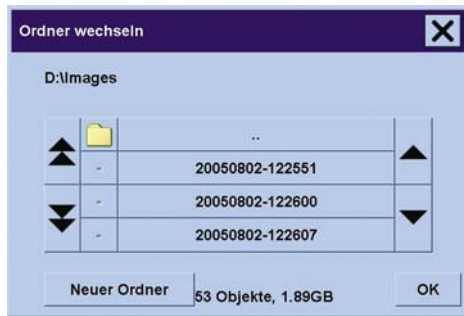 Ordner wechseln
D:\Images
..
- 20050802-122551
- 20050802-122600
- 20050802-122607
Neuer Ordner 53 Objekte, 1.89GB OK